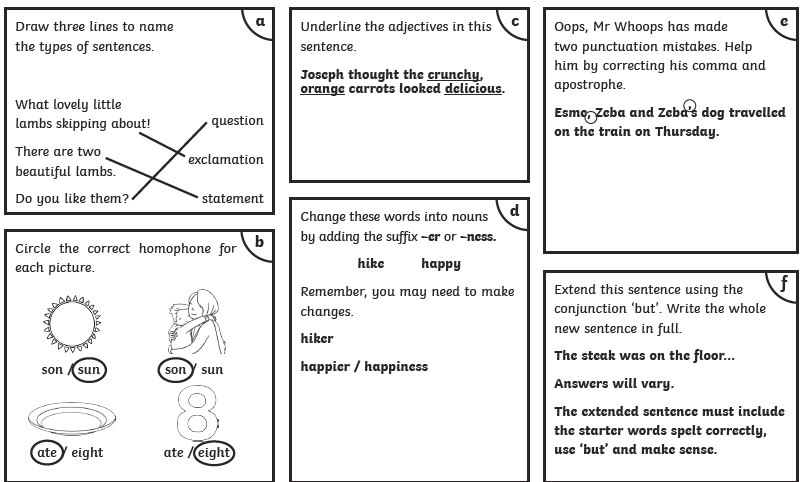 a
Draw three lines to name
the types of sentences.
What lovely little
lambs skipping about!
There are two
beautiful lambs.
Do you like them?
question
exclamation
statement
b
Circle the correct homophone for
each picture.
son / sun
son / sun
8
ate / eight
ate / eight
c
Underline the adjectives in this
sentence.
Joseph thought the crunchy,
orange carrots looked delicious.
d
Change these words into nouns
by adding the suffix –er or –ness.
hike happy
Remember, you may need to make
changes.
hiker
happier / happiness
e
Oops, Mr Whoops has made
two punctuation mistakes. Help
him by correcting his comma and
apostrophe.
Esme, Zeba and Zeba's dog travelled
on the train on Thursday.
f
Extend this sentence using the
conjunction ‘but’. Write the whole
new sentence in full.
The steak was on the floor...
Answers will vary.
The extended sentence must include
the starter words spelt correctly,
use ‘but’ and make sense.